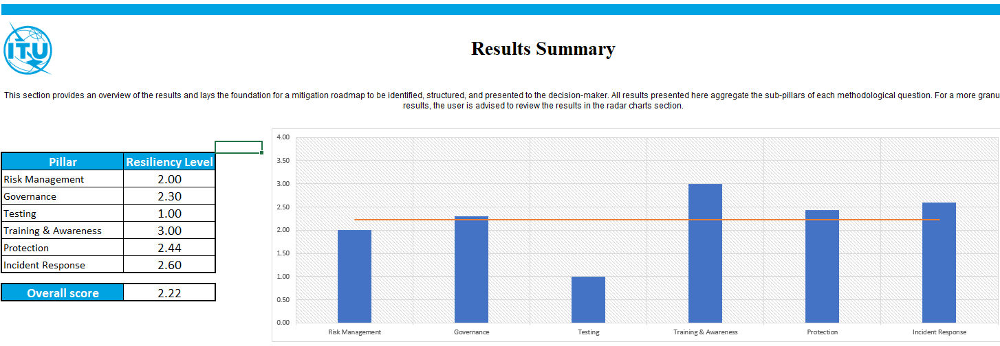 ITU
Results Summary
This section provides an overview of the results and lays the foundation for a mitigation roadmap to be identified, structured, and presented to the decision-maker. All results presented here aggregate the sub-pillars of each methodological question. For a more granu
results, the user is advised to review the results in the radar charts section.
Pillar Resiliency Level
Risk Management 2.00
Governance 2.30
Testing 1.00
Training & Awareness 3.00
Protection 2.44
Incident Response 2.60
Overall score 2.22
4.00
3.50
3.00
2.50
2.00
1.50
1.00
0.50
0.00
Risk Management Governance Testing Training & Awareness Protection Incident Response